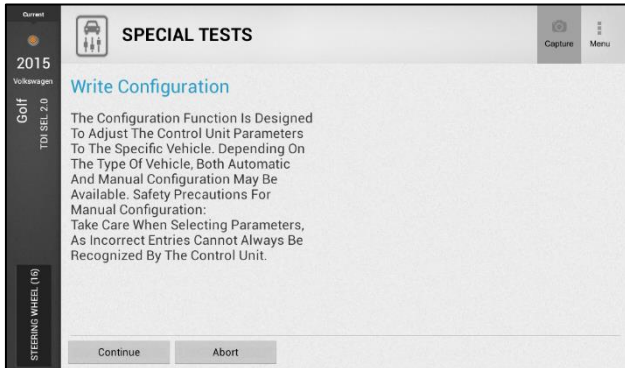 Current
2015
Volkswagen
Golf
TDI SEL 2.0
STEERING WHEEL (16)
SPECIAL TESTS
Capture
Menu
Write Configuration
The Configuration Function Is Designed
To Adjust The Control Unit Parameters
To The Specific Vehicle. Depending On
The Type Of Vehicle, Both Automatic
And Manual Configuration May Be
Available. Safety Precautions For
Manual Configuration:
Take Care When Selecting Parameters,
As Incorrect Entries Cannot Always Be
Recognized By The Control Unit.
Continue
Abort